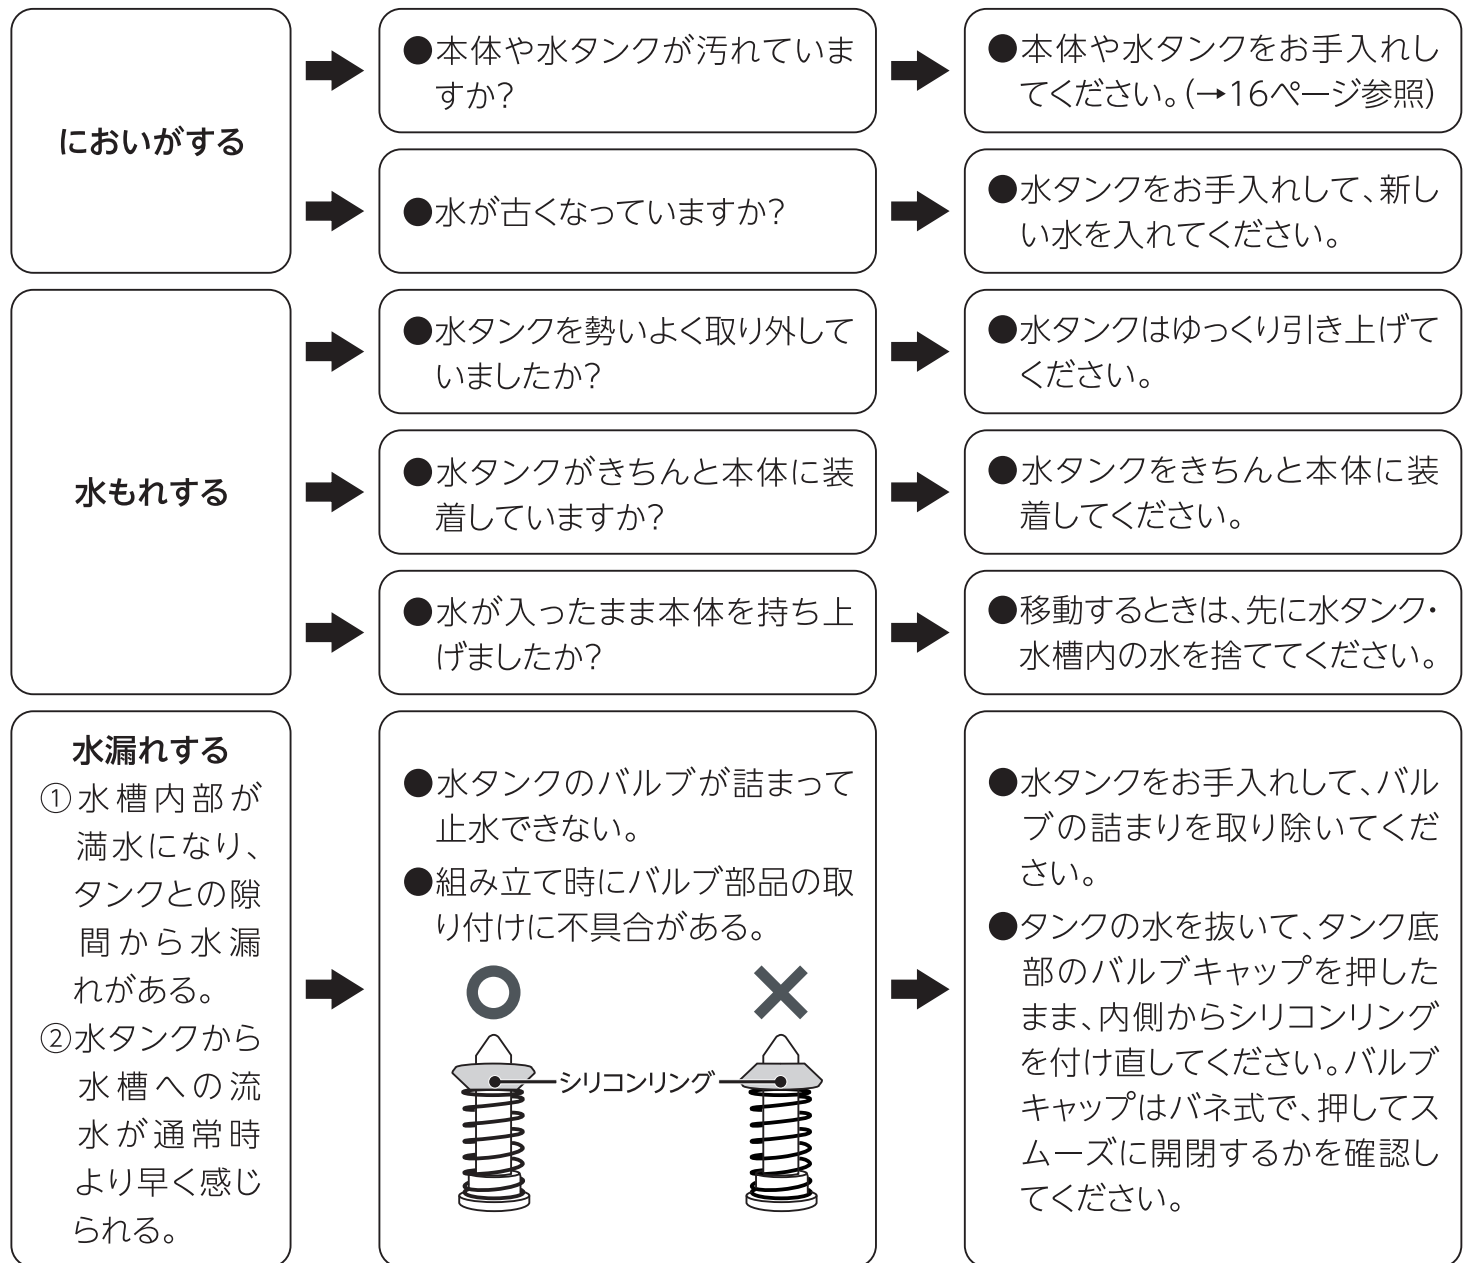 においがする
●本体や水タンクが汚れていま
すか?
●本体や水タンクをお手入れし
てください。(→16ページ参照)
●水が古くなっていますか?
●水タンクをお手入れして、新し
い水を入れてください。
水もれする
●水タンクを勢いよく取り外して
いましたか?
●水タンクはゆっくり引き上げて
ください。
●水タンクがきちんと本体に装
着していますか?
●水タンクをきちんと本体に装
着してください。
●水が入ったまま本体を持ち上
げましたか?
●移動するときは、先に水タンク・
水槽内の水を捨ててください。
水漏れする
①水槽内部が
満水になり、
タンクとの隙
間から水漏
れがある。
②水タンクから
水槽への流
水が通常時
より早く感じ
られる。
●水タンクのバルブが詰まって
止水できない。
●組み立て時にバルブ部品の取
り付けに不具合がある。
シリコンリング
●水タンクをお手入れして、バル
ブの詰まりを取り除いてくだ
さい。
●タンクの水を抜いて、タンク底
部のバルブキャップを押した
まま、内側からシリコンリング
を付け直してください。バルブ
キャップはバネ式で、押してス
ムーズに開閉するかを確認し
てください。